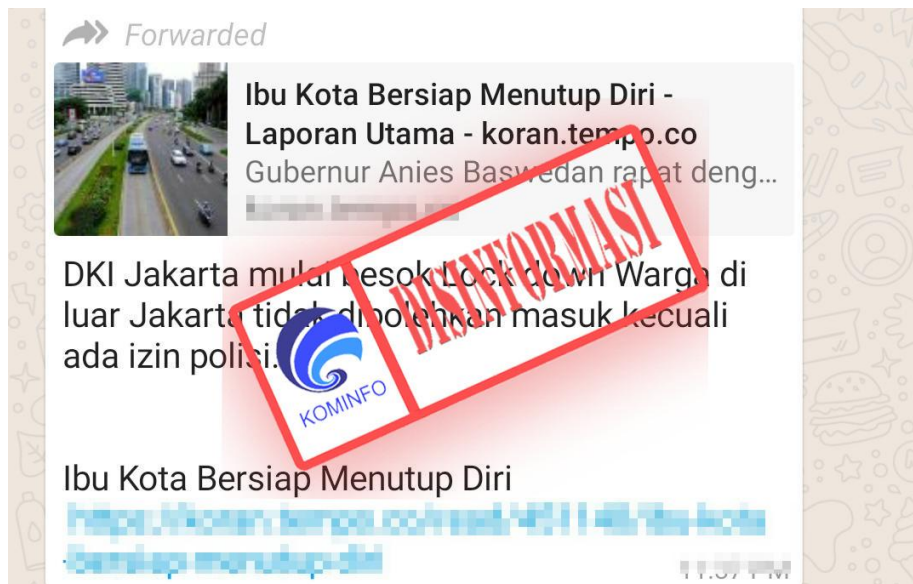 Forwarded
Ibu Kota Bersiap Menutup Diri -
Laporan Utama - koran.tempo.co
Gubernur Anies Baswedan rapat deng...
DKI Jakarta mulai besok Lock down Warga di
luar Jakarta tidak dibolehkan masuk kecuali
ada izin polisi.
DISINFORMASI
KOMINFO
Ibu Kota Bersiap Menutup Diri